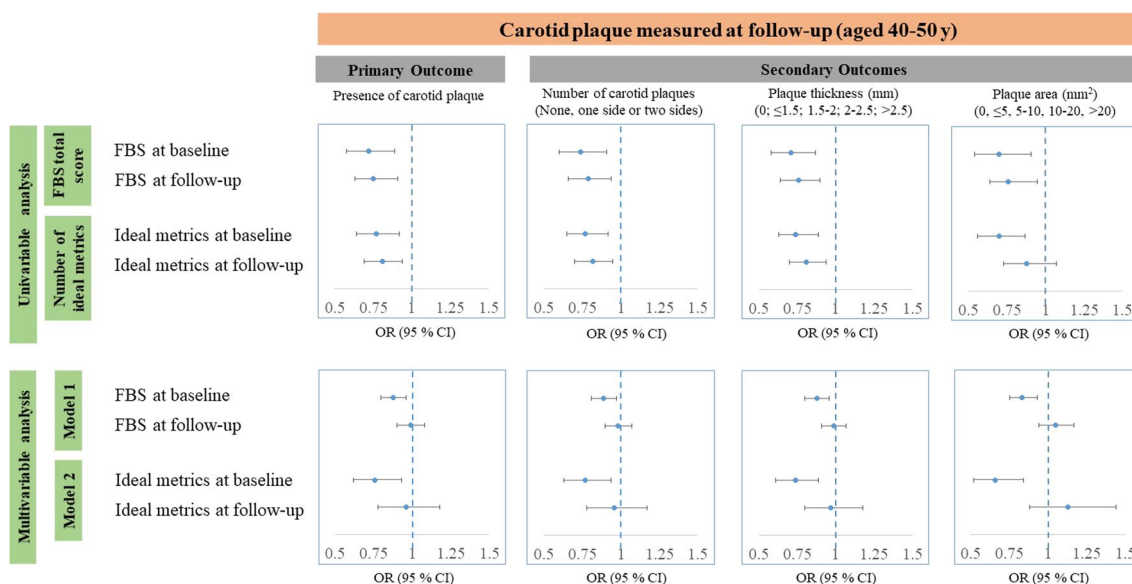 Carotid plaque measured at follow-up (aged 40-50 y)
Primary Outcome
Secondary Outcomes
Presence of carotid plaque
Number of carotid plaques
(None, one side or two sides)
Plaque thickness (mm)
(0; ≤1.5; 1.5-2; 2-2.5; >2.5)
Plaque area (mm²)
(0, ≤5, 5-10, 10-20, >20)
Univariable analysis
FBS total
score
FBS at baseline
FBS at follow-up
Number of
ideal metrics
Ideal metrics at baseline
Ideal metrics at follow-up
0.5 0.75 1 1.25 1.5
OR (95 % CI)
0.5 0.75 1 1.25 1.5
OR (95 % CI)
0.5 0.75 1 1.25 1.5
OR (95 % CI)
0.5 0.75 1 1.25 1.5
OR (95 % CI)
Multivariable analysis
Model 1
FBS at baseline
FBS at follow-up
Model 2
Ideal metrics at baseline
Ideal metrics at follow-up
0.5 0.75 1 1.25 1.5
OR (95 % CI)
0.5 0.75 1 1.25 1.5
OR (95 % CI)
0.5 0.75 1 1.25 1.5
OR (95 % CI)
0.5 0.75 1 1.25 1.5
OR (95 % CI)